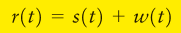 r(t) = s(t) + w(t)